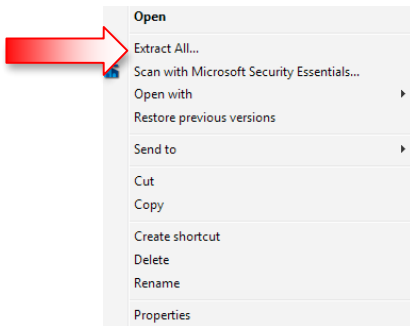 Open
Extract All...
Scan with Microsoft Security Essentials...
Open with
Restore previous versions
Send to
Cut
Copy
Create shortcut
Delete
Rename
Properties